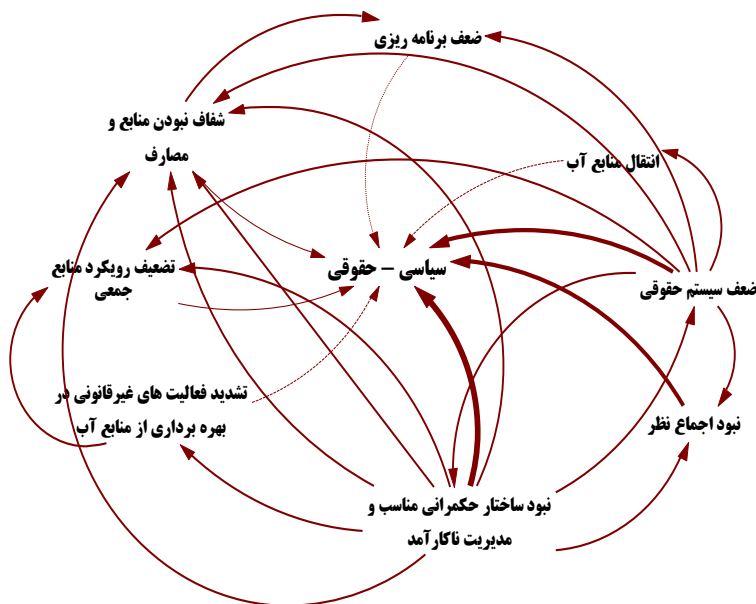 ضعف برنامه ریزی
شفاف نبودن منابع و
مصارف
انتقال منابع آب
سیاسی - حقوقی
تضعیف رویکرد منابع
جمعی
ضعف سیستم حقوقی
تشدید فعالیت های غیرقانونی در
بهره برداری از منابع آب
نبود اجماع نظر
نبود ساختار حکمرانی مناسب و
مدیریت ناکارآمد